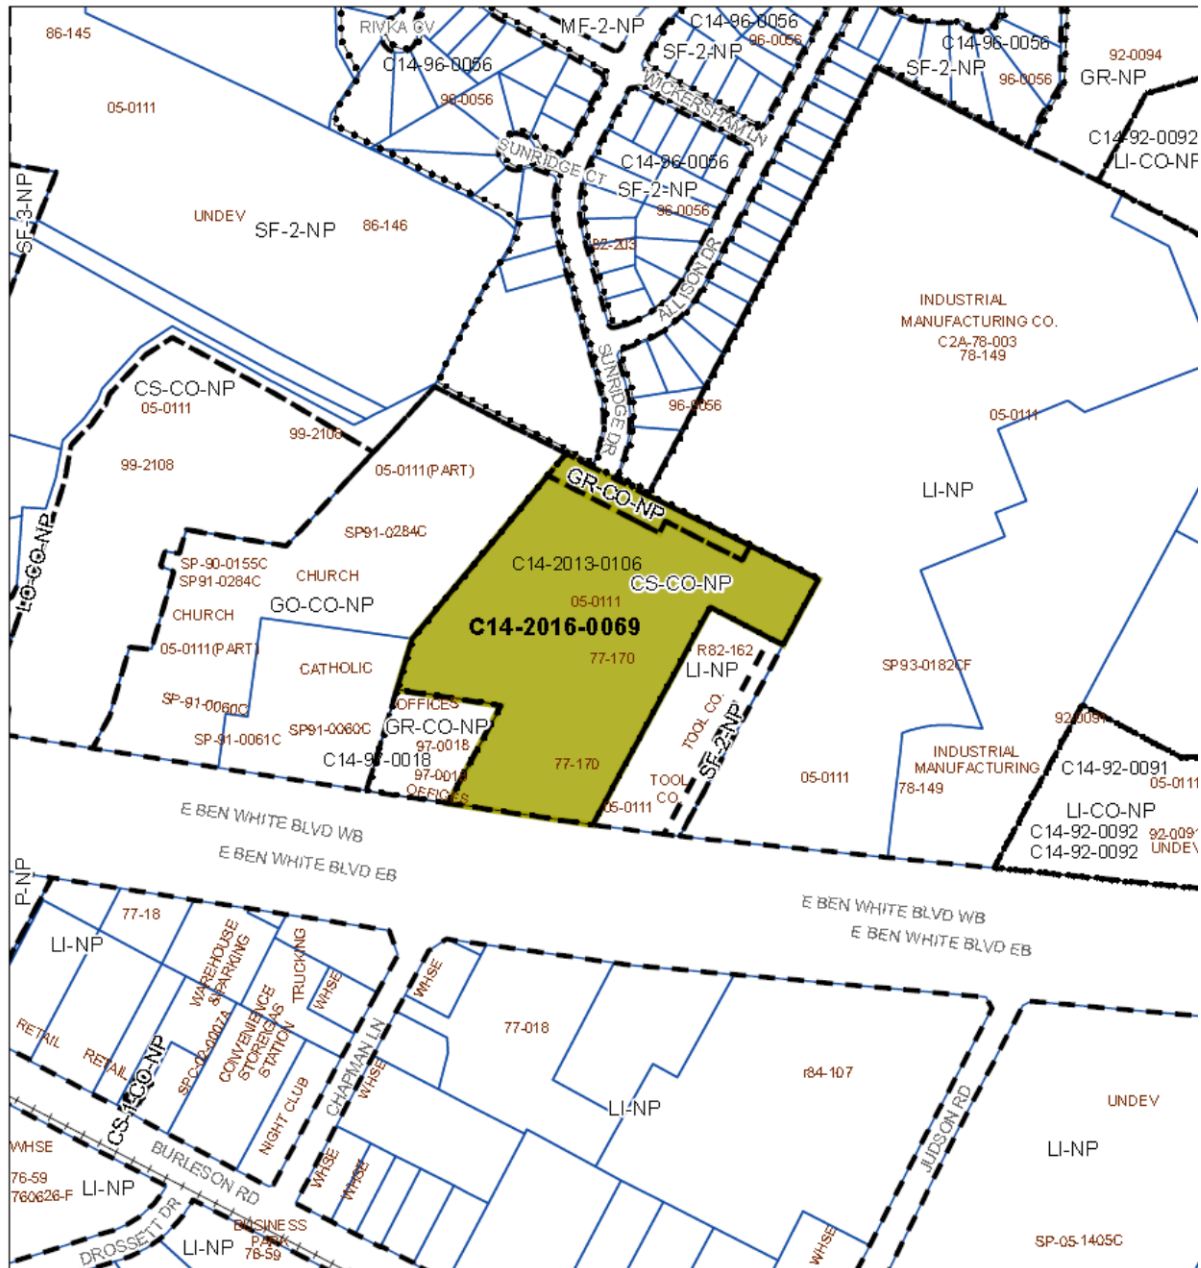 86-145
RIVKA CV
MF-2-NP
C14-96-0056
C14-96-0056
92-0094
C14-96-0056
SF-2-NP
96-0056
SF-2-NP
96-0056
GR-NP
05-0111
96-0056
WICKERSHAM LN
C14-92-0092
LI-CO-NP
SUNRIDGE CT
C14-96-0056
SF-2-NP
96-0056
SF-3-NP
UNDEV
SF-2-NP
86-146
82-203
ALLISON DR
INDUSTRIAL
MANUFACTURING CO.
C2A-78-003
78-149
SUNRIDGE DR
CS-CO-NP
05-0111
96-0056
05-0111
99-2108
99-2108
05-0111(PART)
GR-CO-NP
LI-NP
SP91-0284C
LO-CO-NP
SP-90-0155C
SP91-0284C
CHURCH
C14-2013-0106
CS-CO-NP
GO-CO-NP
05-0111
CHURCH
C14-2016-0069
05-0111(PART)
CATHOLIC
77-170
R82-162
LI-NP
SP93-0182CF
SP-91-0060C
OFFICES
TOOL CO.
SF-2-NP
SP-91-0061C
SP91-0060C
GR-CO-NP
97-0018
C14-97-0018
97-0018
OFFICES
77-170
TOOL
CO.
05-0111
05-0111
92-0091
INDUSTRIAL
MANUFACTURING
78-149
C14-92-0091
05-0111
LI-CO-NP
C14-92-0092
C14-92-0092
92-0091
UNDEV
E BEN WHITE BLVD WB
E BEN WHITE BLVD EB
P-NP
E BEN WHITE BLVD WB
E BEN WHITE BLVD EB
77-18
LI-NP
WAREHOUSE
& PARKING
TRUCKING
WHSE
WHSE
RETAIL
RETAIL
CS-1-CO-NP
SPC-02-0007A
CONVENIENCE
STORE/GAS
STATION
NIGHT CLUB
CHAPMAN LN
WHSE
77-018
r84-107
LI-NP
JUDSON RD
UNDEV
LI-NP
WHSE
76-59
760626-F
LI-NP
BURLESON RD
WHSE
WHSE
DROSSETT DR
BUSINESS
PARK
78-59
LI-NP
WHSE
SP-05-1405C